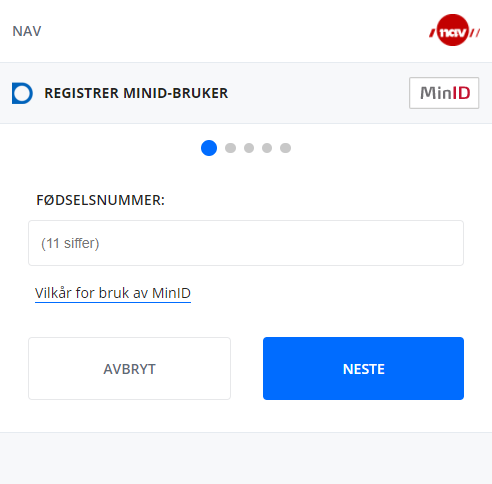 NAV
nav
REGISTRER MINID-BRUKER
MinID
FØDSELSNUMMER:
(11 siffer)
Vilkår for bruk av MinID
AVBRYT
NESTE